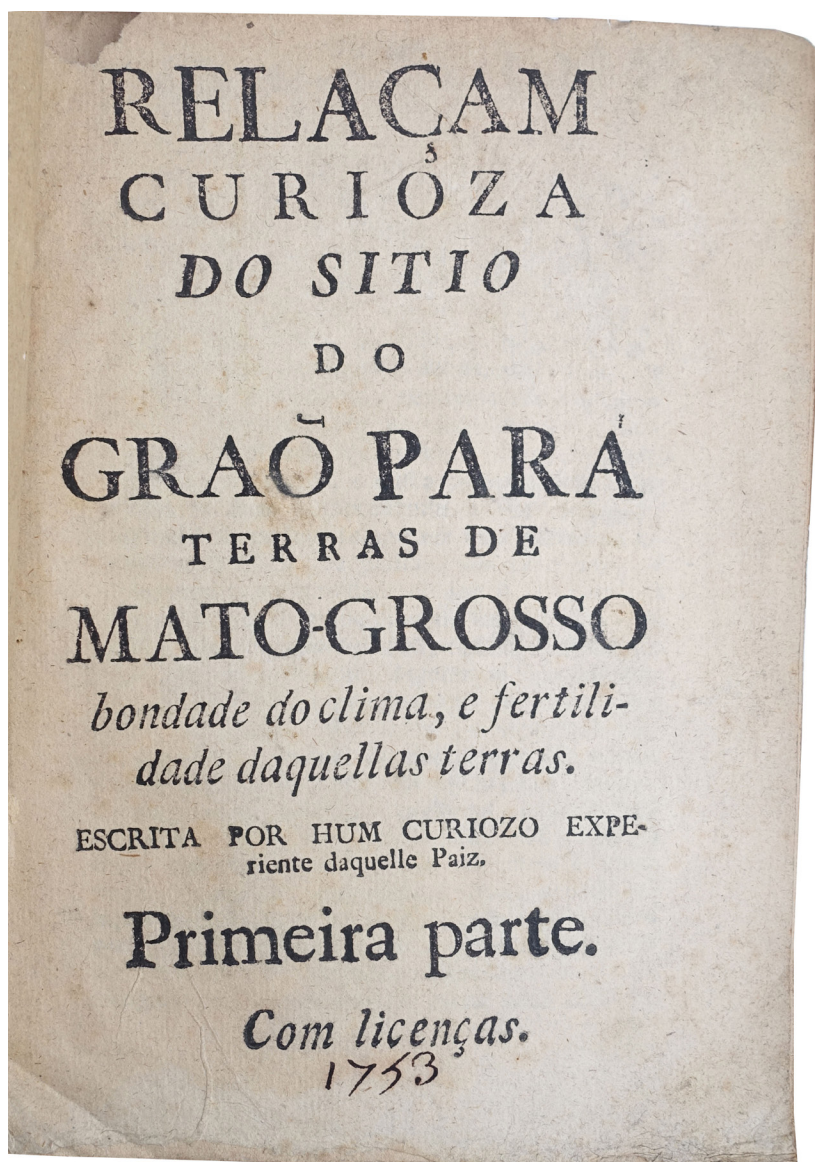 RELAÇAM
CURIOZA
DO SITIO
DO
GRAÕ PARÁ
TERRAS DE
MATO-GROSSO
bondade do clima, e fertili-
dade daquellas terras.
ESCRITA POR HUM CURIOZO EXPE-
riente daquelle Paiz.
Primeira parte.
Com licenças.
1753